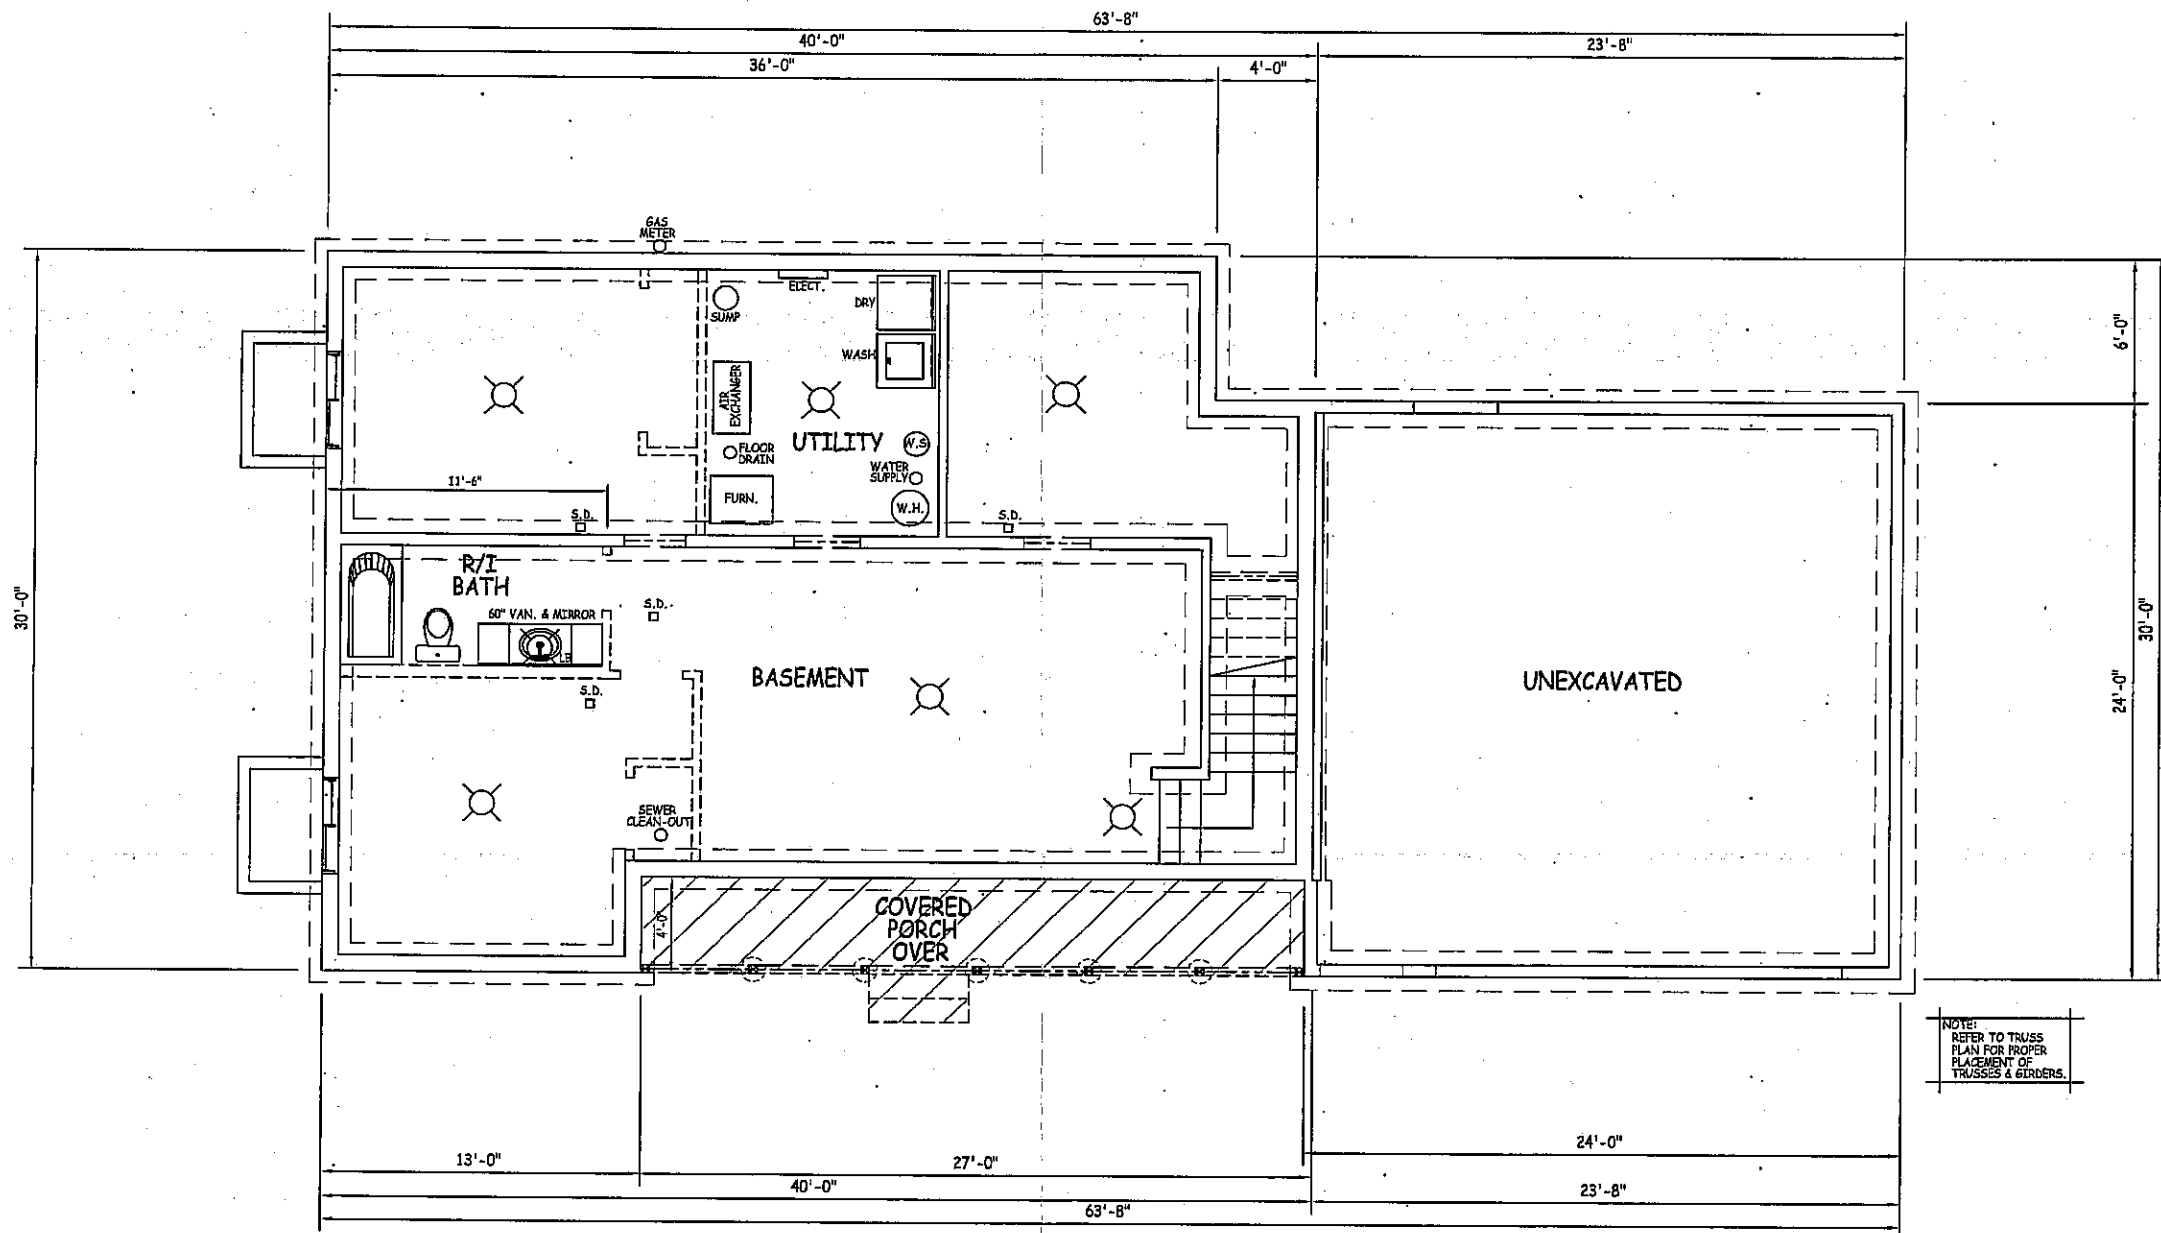 63'-8"
40'-0"
23'-8"
36'-0"
4'-0"
GAS
METER
ELECT.
DRY
SUMP
WASH
AIR
EXCHANGER
UTILITY
W.S
FLOOR
DRAIN
WATER
SUPPLY
FURN.
W.H.
11'-6"
S.D.
S.D.
6'-0"
30'-0"
R/I
BATH
S.D.
60" VAN. & MIRROR
S.D.
BASEMENT
UNEXCAVATED
30'-0"
24'-0"
SEWER
CLEAN-OUT
4'-0"
COVERED
PORCH
OVER
NOTE:
REFER TO TRUSS
PLAN FOR PROPER
PLACEMENT OF
TRUSSES & GIRDERS.
24'-0"
13'-0"
27'-0"
40'-0"
23'-8"
63'-8"